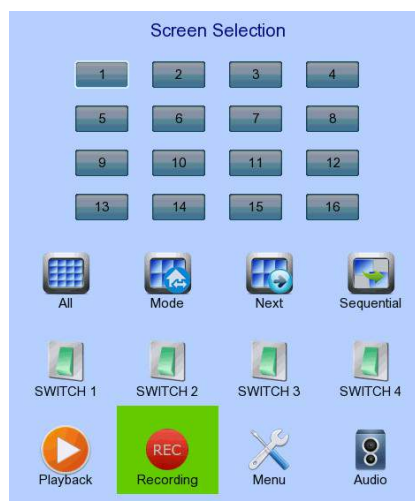 Screen Selection
1 2 3 4
5 6 7 8
9 10 11 12
13 14 15 16
All Mode Next Sequential
SWITCH 1 SWITCH 2 SWITCH 3 SWITCH 4
REC
Playback Recording Menu Audio